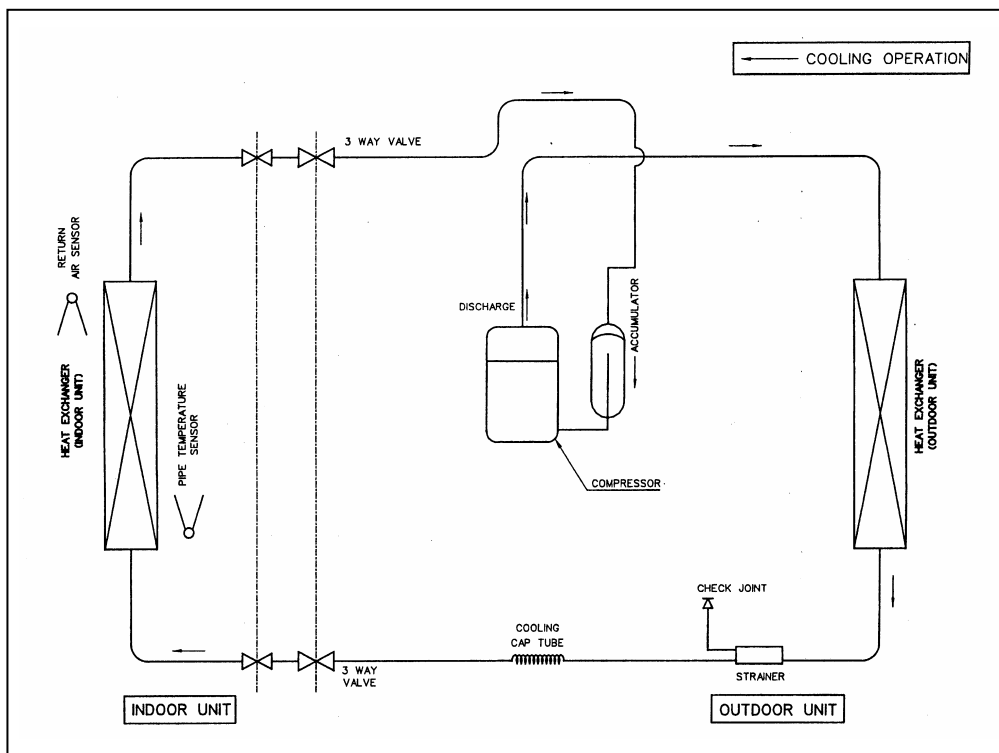 COOLING OPERATION
3 WAY VALVE
RETURN
AIR SENSOR
DISCHARGE
ACCUMULATOR
HEAT EXCHANGER
(INDOOR UNIT)
PIPE TEMPERATURE
SENSOR
HEAT EXCHANGER
(OUTDOOR UNIT)
COMPRESSOR
CHECK JOINT
COOLING
CAP TUBE
3 WAY
VALVE
STRAINER
INDOOR UNIT
OUTDOOR UNIT